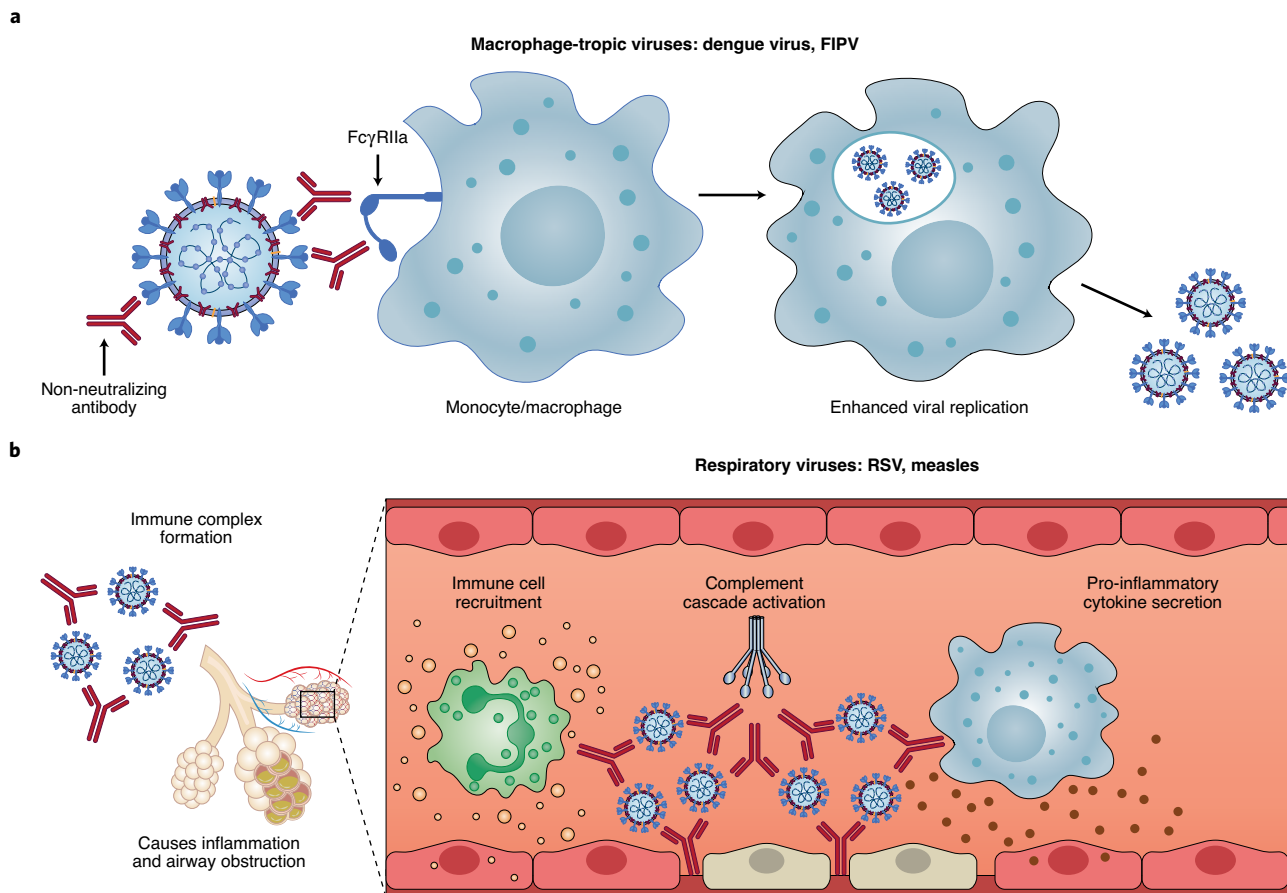 a
Macrophage-tropic viruses: dengue virus, FIPV
FcγRIIa
Non-neutralizing
antibody
Monocyte/macrophage
Enhanced viral replication
b
Respiratory viruses: RSV, measles
Immune complex
formation
Immune cell
recruitment
Complement
cascade activation
Pro-inflammatory
cytokine secretion
Causes inflammation
and airway obstruction